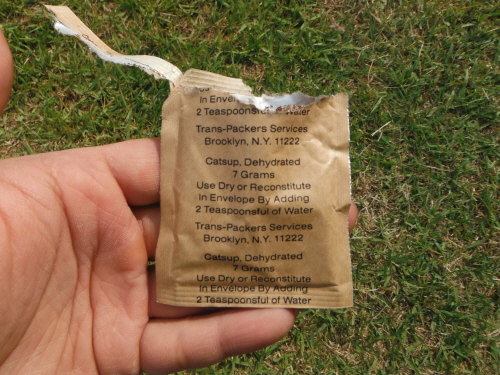 In Envel
2 Teaspoonsful of Water
Trans-Packers Services
Brooklyn, N.Y. 11222
Catsup, Dehydrated
7 Grams
Use Dry or Reconstitute
In Envelope By Adding
2 Teaspoonsful of Water
Trans-Packers Services
Brooklyn, N.Y. 11222
Catsup, Dehydrated
7 Grams
Use Dry or Reconstitute
In Envelope By Adding
2 Teaspoonsful of Water